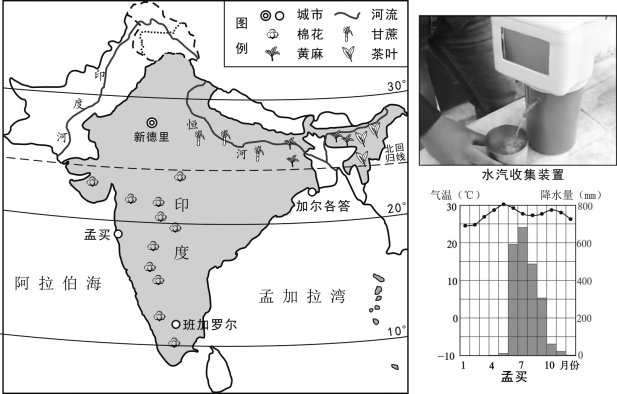 图例
城市
河流
棉花
甘蔗
黄麻
茶叶
印度河
30°
新德里
恒河
北回归线
20°
加尔各答
孟买
印度
阿拉伯海
孟加拉湾
班加罗尔
10°
水汽收集装置
气温(℃) 降水量(mm)
30 800
20 600
10 400
0 200
-10 0
1 4 7 10 月份
孟买